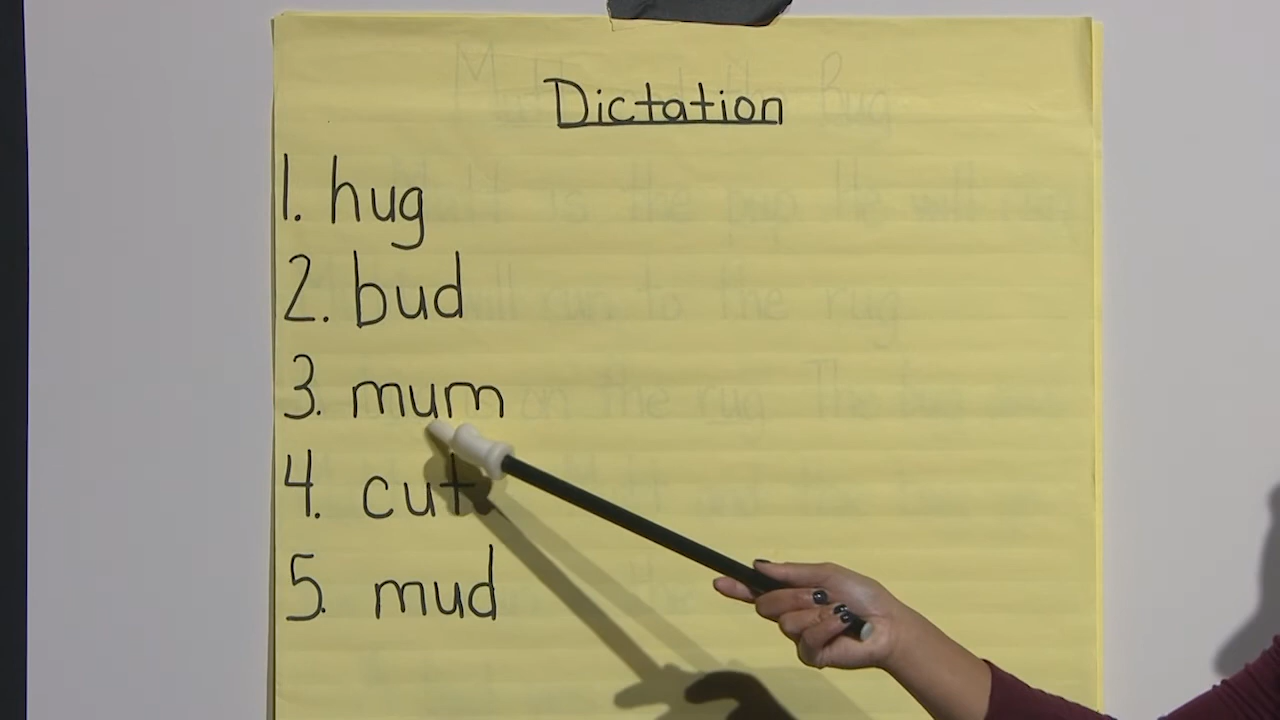 Dictation
1. hug
2. bud
3. mum
4. cut
5. mud